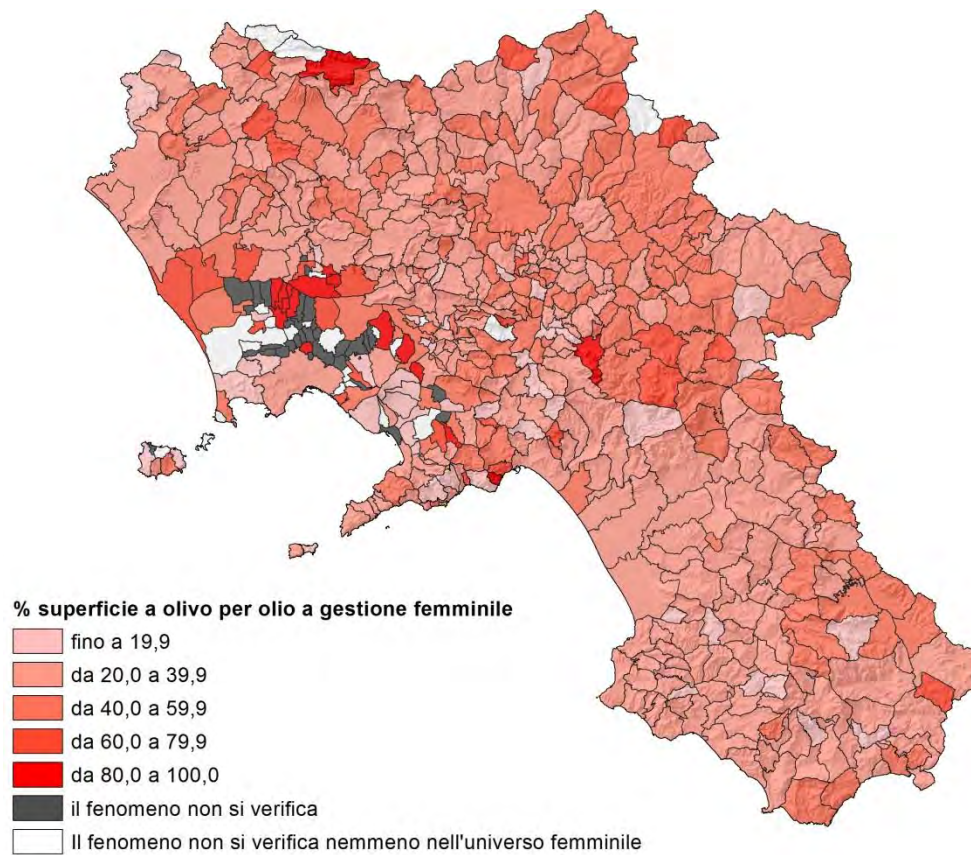 % superficie a olivo per olio a gestione femminile
fino a 19,9
da 20,0 a 39,9
da 40,0 a 59,9
da 60,0 a 79,9
da 80,0 a 100,0
il fenomeno non si verifica
Il fenomeno non si verifica nemmeno nell'universo femminile